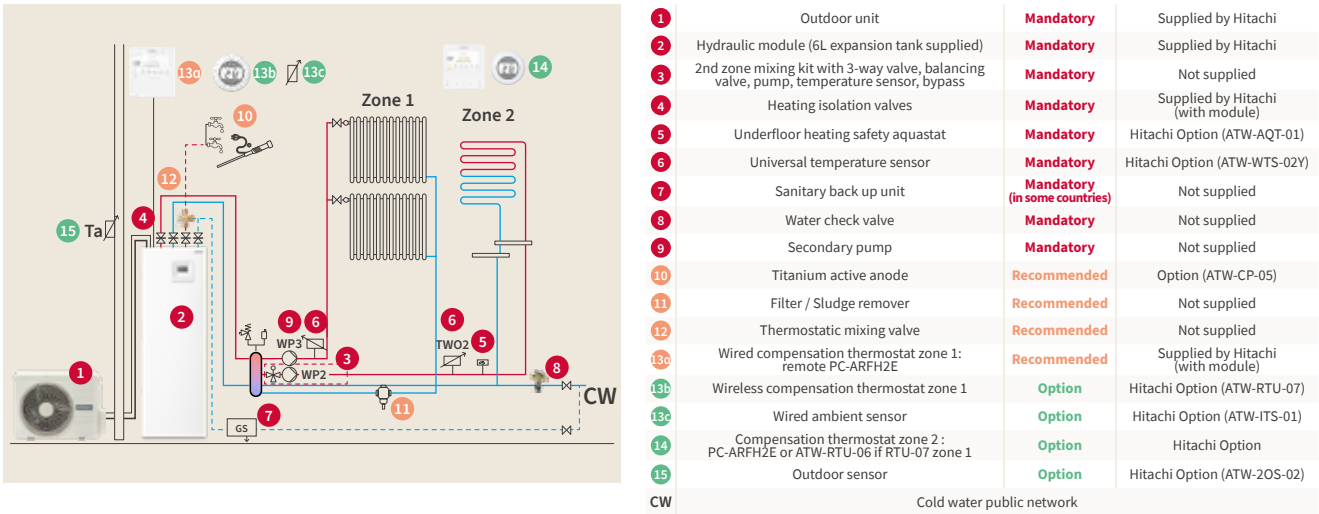 13a
13b
13c
14
10
Zone 1
Zone 2
12
4
15
Ta
2
9
6
6
5
WP3
TWO2
3
8
WP2
1
CW
11
7
GS
1 Outdoor unit Mandatory Supplied by Hitachi
2 Hydraulic module (6L expansion tank supplied) Mandatory Supplied by Hitachi
3 2nd zone mixing kit with 3-way valve, balancing
valve, pump, temperature sensor, bypass Mandatory Not supplied
4 Heating isolation valves Mandatory Supplied by Hitachi
(with module)
5 Underfloor heating safety aquastat Mandatory Hitachi Option (ATW-AQT-01)
6 Universal temperature sensor Mandatory Hitachi Option (ATW-WTS-02Y)
7 Sanitary back up unit Mandatory
(in some countries) Not supplied
8 Water check valve Mandatory Not supplied
9 Secondary pump Mandatory Not supplied
10 Titanium active anode Recommended Option (ATW-CP-05)
11 Filter / Sludge remover Recommended Not supplied
12 Thermostatic mixing valve Recommended Not supplied
13a Wired compensation thermostat zone 1:
remote PC-ARFH2E Recommended Supplied by Hitachi
(with module)
13b Wireless compensation thermostat zone 1 Option Hitachi Option (ATW-RTU-07)
13c Wired ambient sensor Option Hitachi Option (ATW-ITS-01)
14 Compensation thermostat zone 2 :
PC-ARFH2E or ATW-RTU-06 if RTU-07 zone 1 Option Hitachi Option
15 Outdoor sensor Option Hitachi Option (ATW-2OS-02)
CW Cold water public network